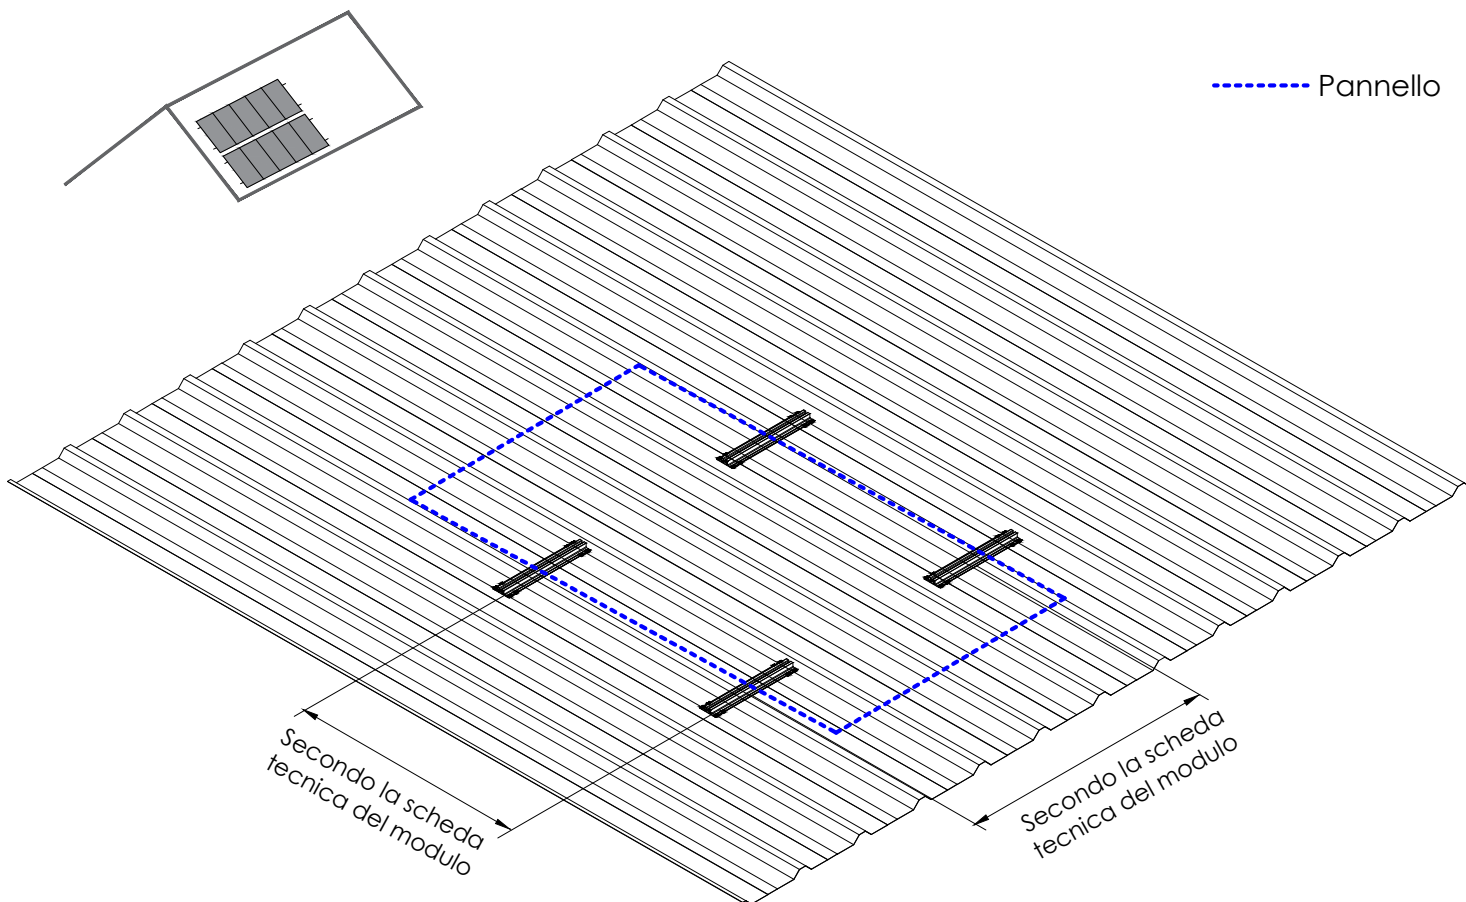 Pannello
Secondo la scheda
tecnica del modulo
Secondo la scheda
tecnica del modulo